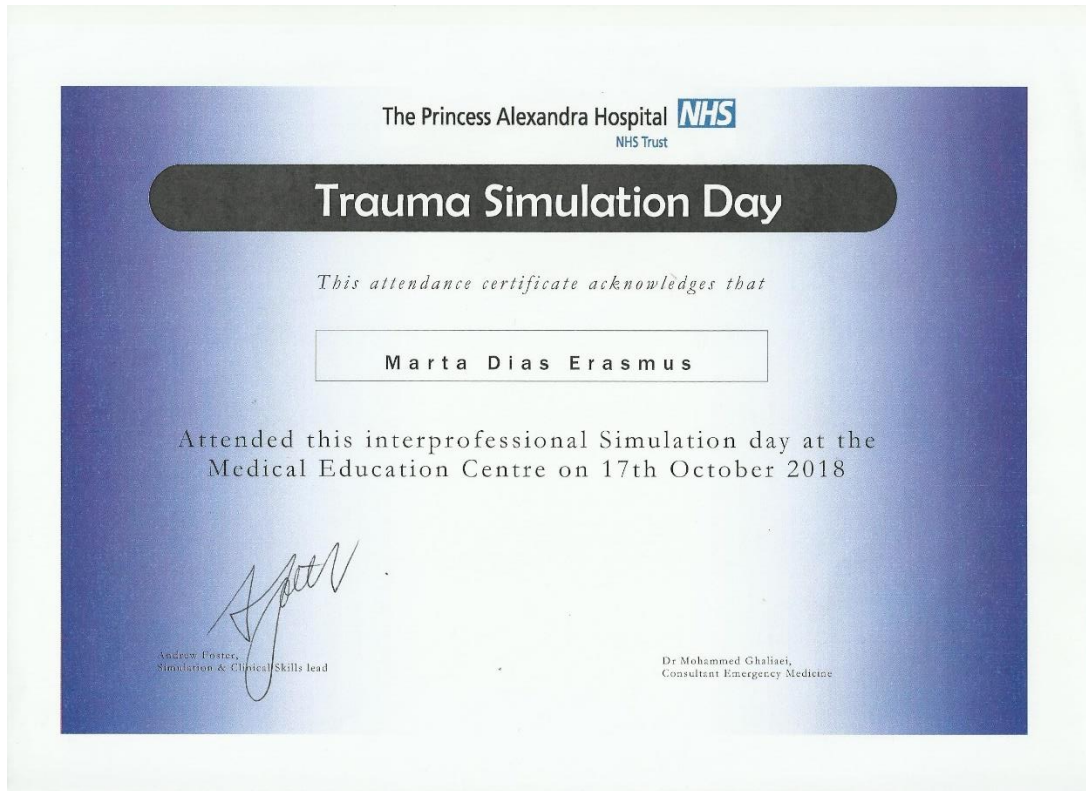 The Princess Alexandra Hospital NHS
NHS Trust
Trauma Simulation Day
This attendance certificate acknowledges that
Marta Dias Erasmus
Attended this interprofessional Simulation day at the
Medical Education Centre on 17th October 2018
Andrew Foster,
Simulation & Clinical Skills lead
Dr Mohammed Ghaliaei,
Consultant Emergency Medicine